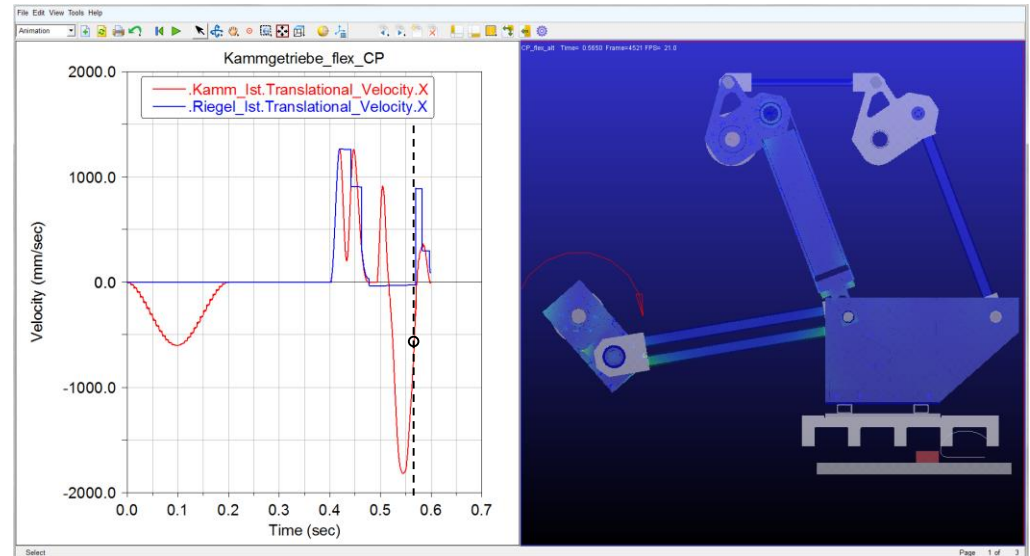 File Edit View Tools Help
Animation
Kammgetriebe_flex_CP
2000.0
.Kamm_Ist.Translational_Velocity.X
.Riegel_Ist.Translational_Velocity.X
1000.0
0.0
-1000.0
-2000.0
Velocity (mm/sec)
0.0 0.1 0.2 0.3 0.4 0.5 0.6 0.7
Time (sec)
CP_flex_alt Time= 0.5650 Frame=4521 FPS= 21.0
Select
Page 1 of 3